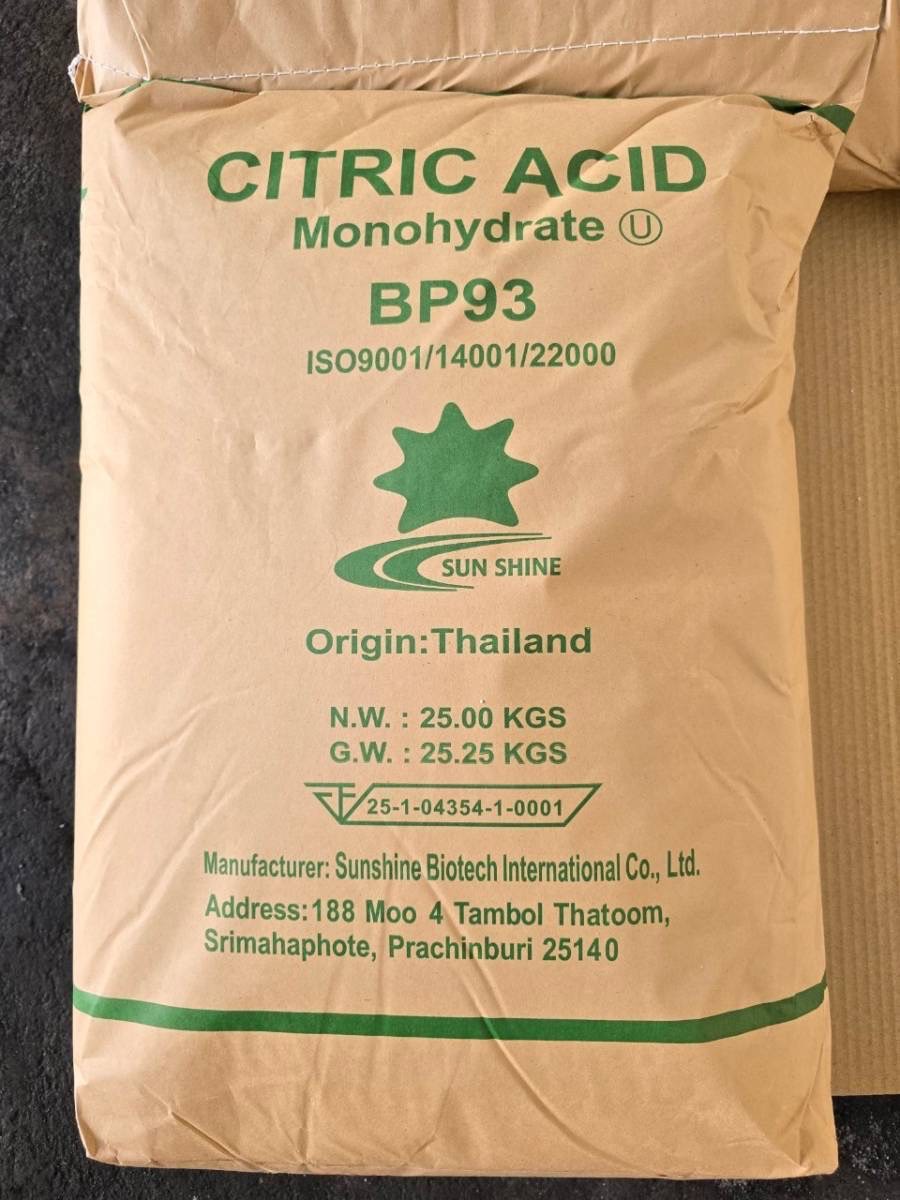 CITRIC ACID
Monohydrate Ⓤ
BP93
ISO9001/14001/22000
SUN SHINE
Origin:Thailand
N.W. : 25.00 KGS
G.W. : 25.25 KGS
25-1-04354-1-0001
Manufacturer: Sunshine Biotech International Co., Ltd.
Address:188 Moo 4 Tambol Thatoom,
Srimahaphote, Prachinburi 25140